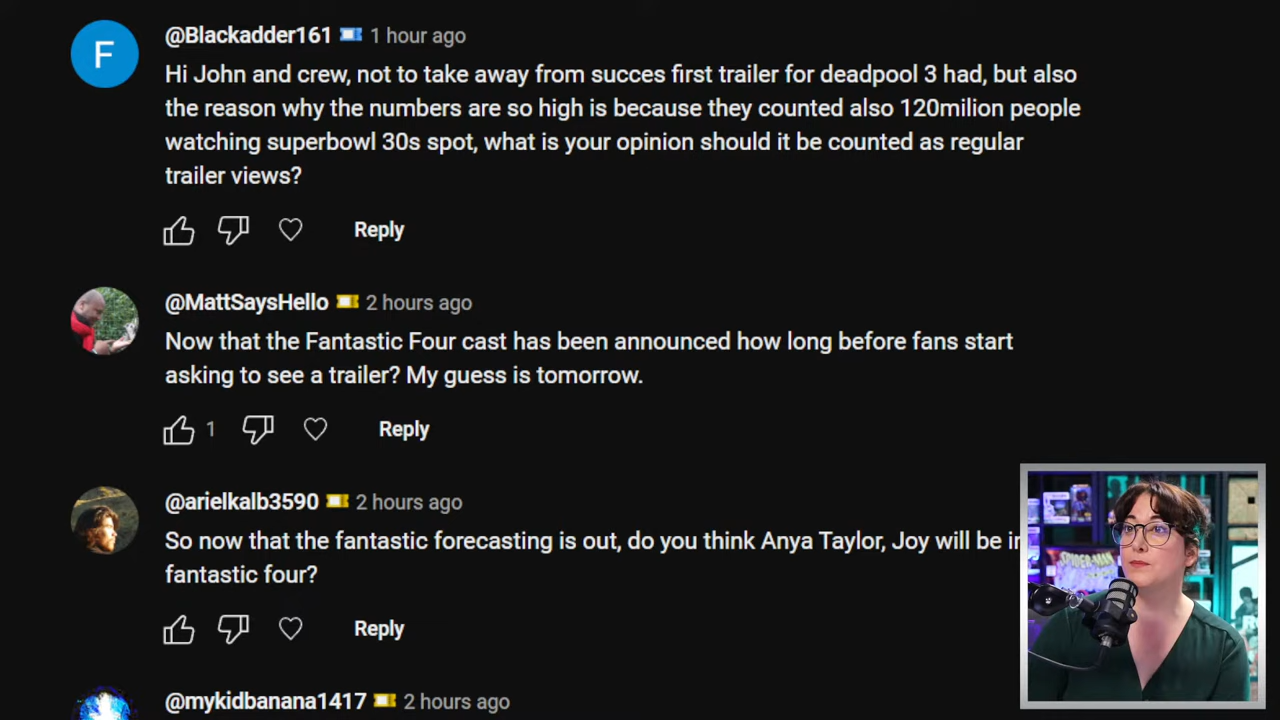 F
@Blackadder161 1 hour ago
Hi John and crew, not to take away from succes first trailer for deadpool 3 had, but also
the reason why the numbers are so high is because they counted also 120milion people
watching superbowl 30s spot, what is your opinion should it be counted as regular
trailer views?
Reply
@MattSaysHello 2 hours ago
Now that the Fantastic Four cast has been announced how long before fans start
asking to see a trailer? My guess is tomorrow.
1 Reply
@arielkalb3590 2 hours ago
So now that the fantastic forecasting is out, do you think Anya Taylor, Joy will be in
fantastic four?
SPIDER-MAN
Reply
@mykidbanana1417 2 hours ago